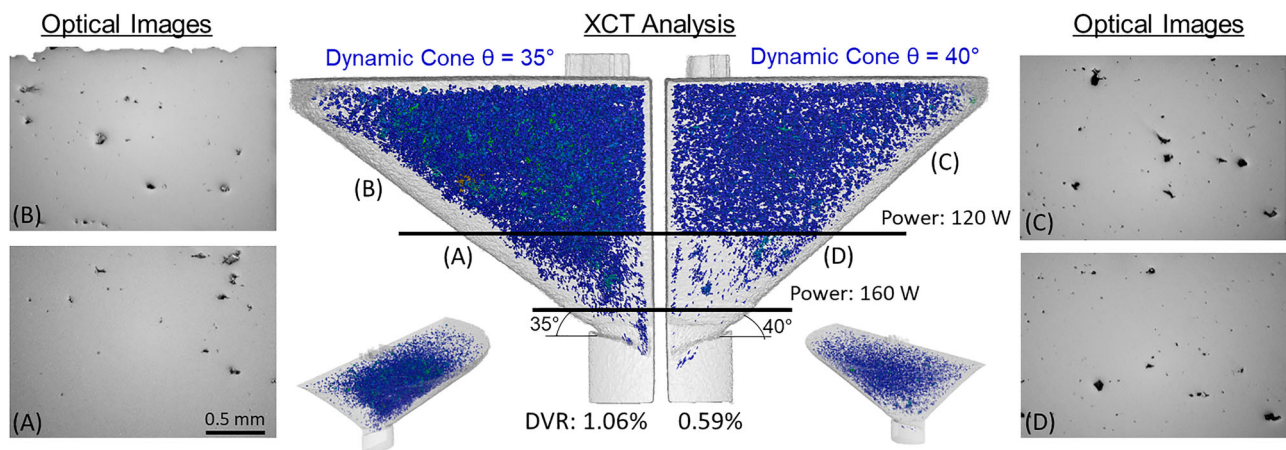 Optical Images
XCT Analysis
Optical Images
Dynamic Cone θ = 35°
Dynamic Cone θ = 40°
(B)
(B)
(C)
(C)
Power: 120 W
(A)
(D)
Power: 160 W
35°
40°
(A)
0.5 mm
DVR: 1.06%
0.59%
(D)